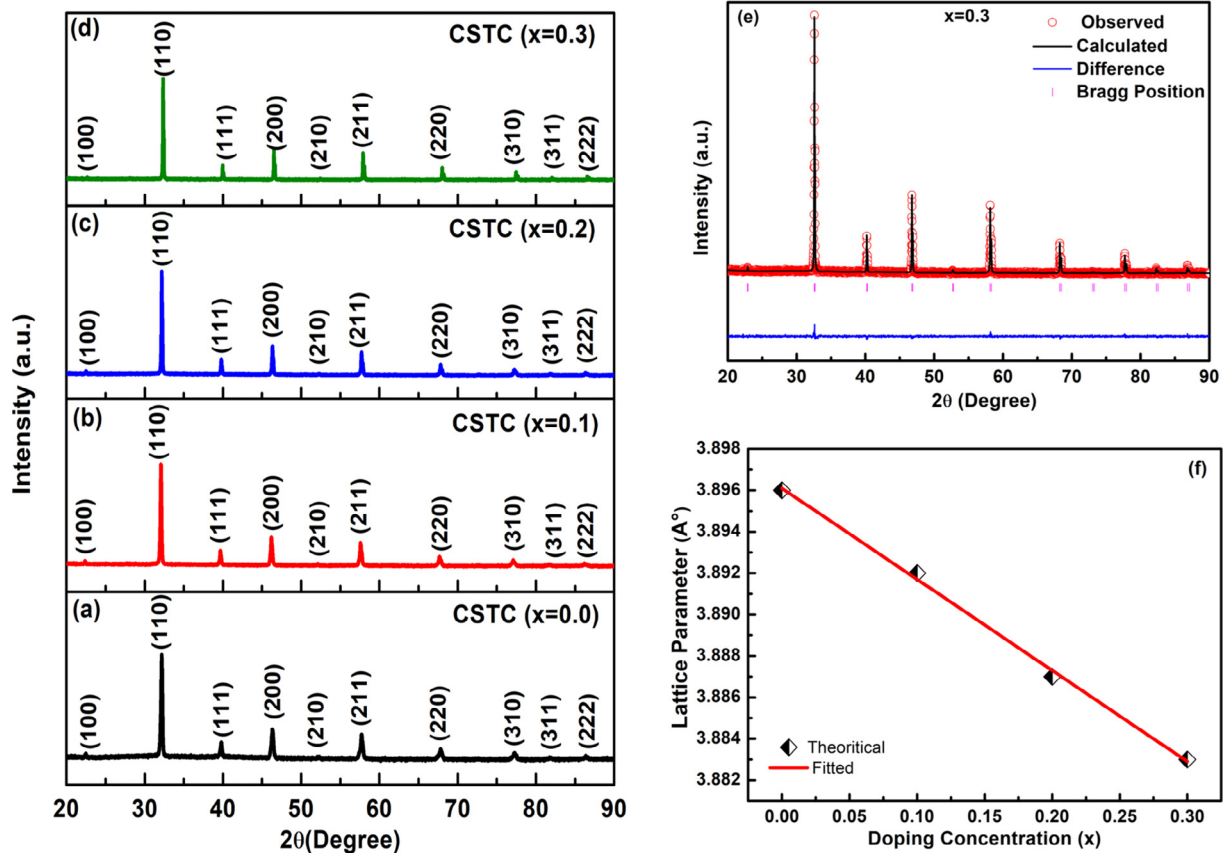 (d)
CSTC (x=0.3)
(100)
(110)
(111)
(200)
(210)
(211)
(220)
(310)
(311)
(222)
(c)
CSTC (x=0.2)
(100)
(110)
(111)
(200)
(210)
(211)
(220)
(310)
(311)
(222)
(b)
CSTC (x=0.1)
(100)
(110)
(111)
(200)
(210)
(211)
(220)
(310)
(311)
(222)
(a)
CSTC (x=0.0)
(100)
(110)
(111)
(200)
(210)
(211)
(220)
(310)
(311)
(222)
Intensity (a.u.)
20 30 40 50 60 70 80 90
2θ(Degree)
(e)
x=0.3
Observed
Calculated
Difference
Bragg Position
Intensity (a.u.)
20 30 40 50 60 70 80 90
2θ (Degree)
(f)
3.898
3.896
3.894
3.892
3.890
3.888
3.886
3.884
3.882
Lattice Parameter (A°)
Theoritical
Fitted
0.00 0.05 0.10 0.15 0.20 0.25 0.30
Doping Concentration (x)